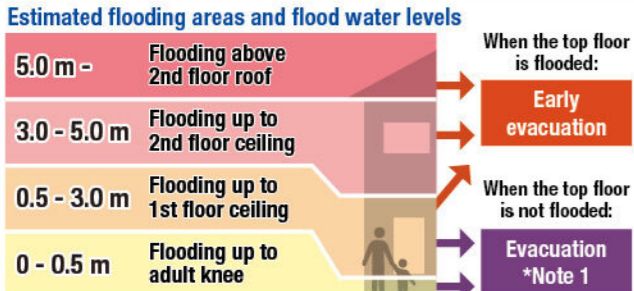 Estimated flooding areas and flood water levels
5.0 m -
Flooding above
2nd floor roof
3.0 - 5.0 m
Flooding up to
2nd floor ceiling
0.5 - 3.0 m
Flooding up to
1st floor ceiling
0 - 0.5 m
Flooding up to
adult knee
When the top floor
is flooded:
Early
evacuation
When the top floor
is not flooded:
Evacuation
*Note 1